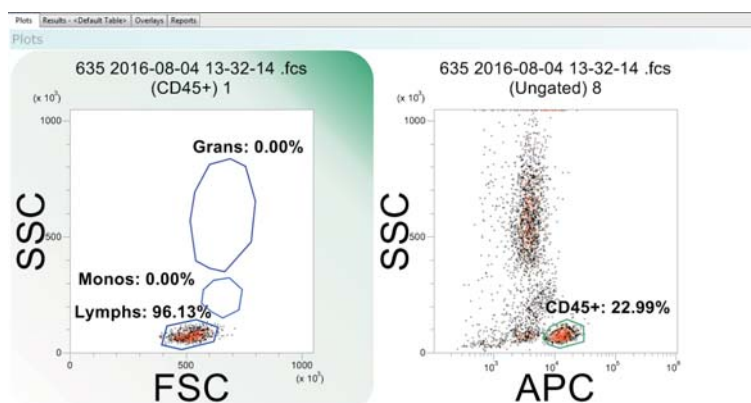 Plots
Results - <Default Table>
Overlays
Reports
Plots
635 2016-08-04 13-32-14 .fcs
(CD45+) 1
(x 10³)
1000
SSC
500
0
Grans: 0.00%
Monos: 0.00%
Lymphs: 96.13%
0
500
1000
(x 10³)
FSC
635 2016-08-04 13-32-14 .fcs
(Ungated) 8
(x 10³)
1000
SSC
500
0
CD45+: 22.99%
10³
10⁴
10⁵
10⁶
APC